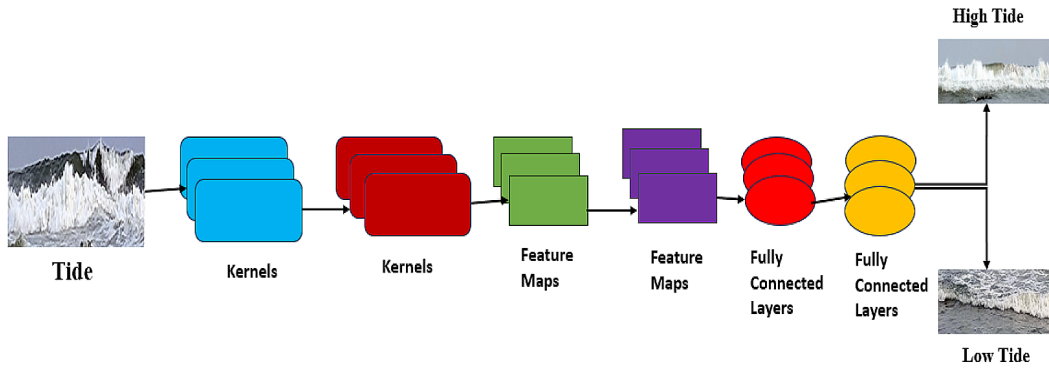 High Tide
Tide
Kernels
Kernels
Feature
Maps
Feature
Maps
Fully
Connected
Layers
Fully
Connected
Layers
Low Tide